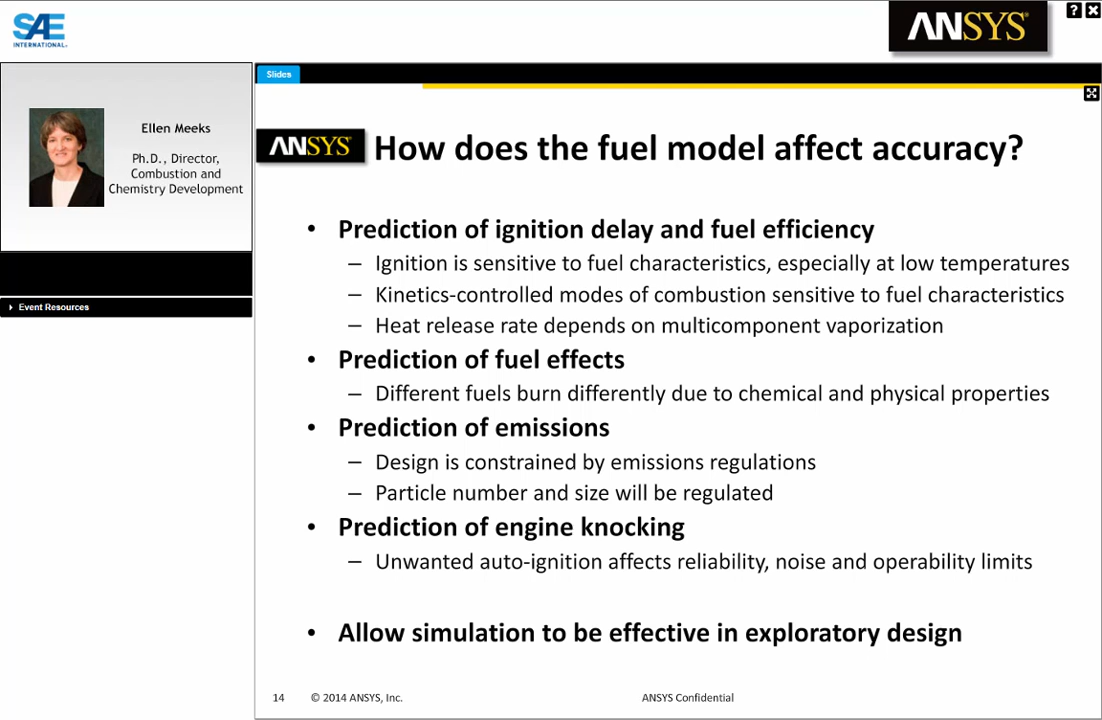 SAE
INTERNATIONAL®
ANSYS®
?
Slides
Ellen Meeks
Ph.D., Director,
Combustion and
Chemistry Development
Event Resources
ANSYS®
How does the fuel model affect accuracy?
• Prediction of ignition delay and fuel efficiency
– Ignition is sensitive to fuel characteristics, especially at low temperatures
– Kinetics-controlled modes of combustion sensitive to fuel characteristics
– Heat release rate depends on multicomponent vaporization
• Prediction of fuel effects
– Different fuels burn differently due to chemical and physical properties
• Prediction of emissions
– Design is constrained by emissions regulations
– Particle number and size will be regulated
• Prediction of engine knocking
– Unwanted auto-ignition affects reliability, noise and operability limits
• Allow simulation to be effective in exploratory design
14 © 2014 ANSYS, Inc. ANSYS Confidential